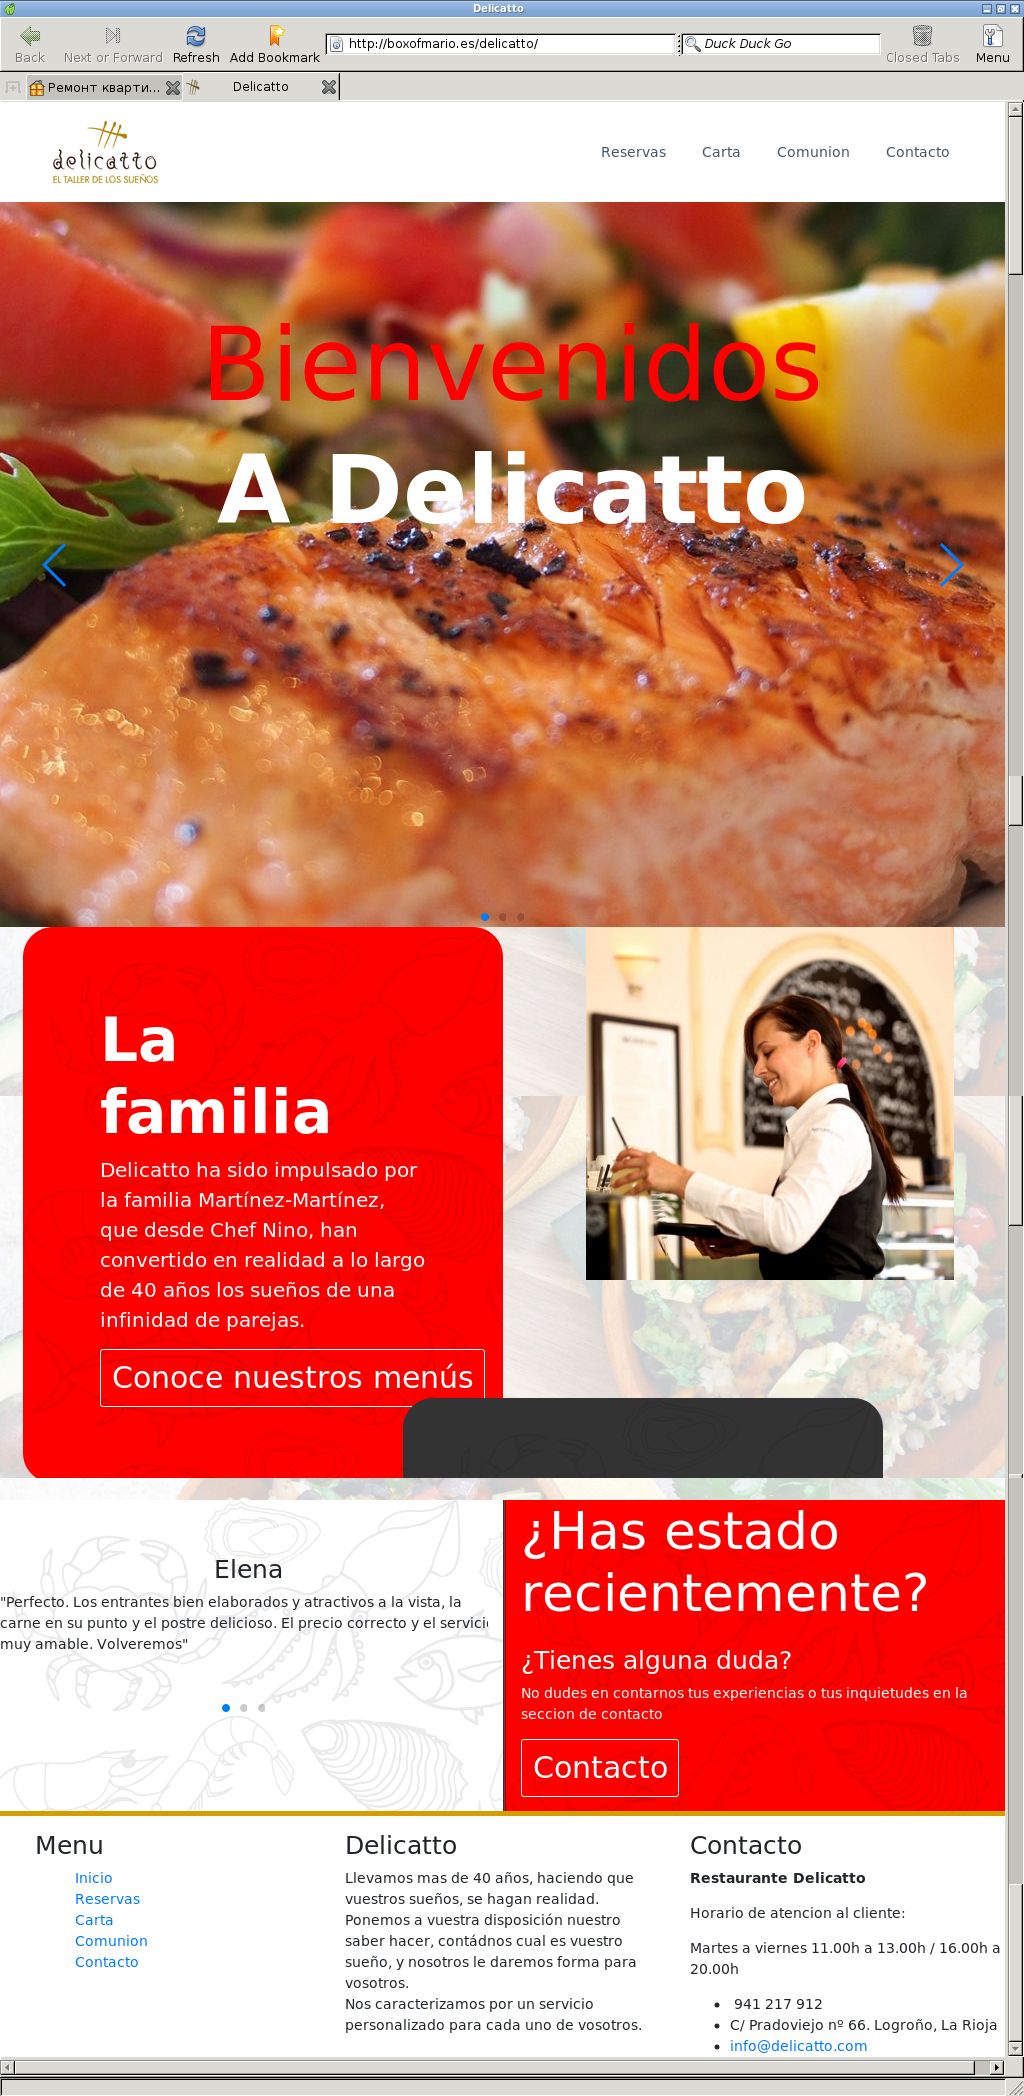 Delicatto
Back
Next or Forward
Refresh
Add Bookmark
http://boxofmario.es/delicatto/
Duck Duck Go
Closed Tabs
Menu
Ремонт кварти...
Delicatto
delicatto
EL TALLER DE LOS SUEÑOS
Reservas
Carta
Comunion
Contacto
Bienvenidos
A Delicatto
La
familia
Delicatto ha sido impulsado por
la familia Martínez-Martínez,
que desde Chef Nino, han
convertido en realidad a lo largo
de 40 años los sueños de una
infinidad de parejas.
Conoce nuestros menús
Elena
"Perfecto. Los entrantes bien elaborados y atractivos a la vista, la
carne en su punto y el postre delicioso. El precio correcto y el servici
muy amable. Volveremos"
¿Has estado
recientemente?
¿Tienes alguna duda?
No dudes en contarnos tus experiencias o tus inquietudes en la
seccion de contacto
Contacto
Menu
Inicio
Reservas
Carta
Comunion
Contacto
Delicatto
Llevamos mas de 40 años, haciendo que
vuestros sueños, se hagan realidad.
Ponemos a vuestra disposición nuestro
saber hacer, contádnos cual es vuestro
sueño, y nosotros le daremos forma para
vosotros.
Nos caracterizamos por un servicio
personalizado para cada uno de vosotros.
Contacto
Restaurante Delicatto
Horario de atencion al cliente:
Martes a viernes 11.00h a 13.00h / 16.00h a
20.00h
941 217 912
C/ Pradoviejo nº 66. Logroño, La Rioja
info@delicatto.com